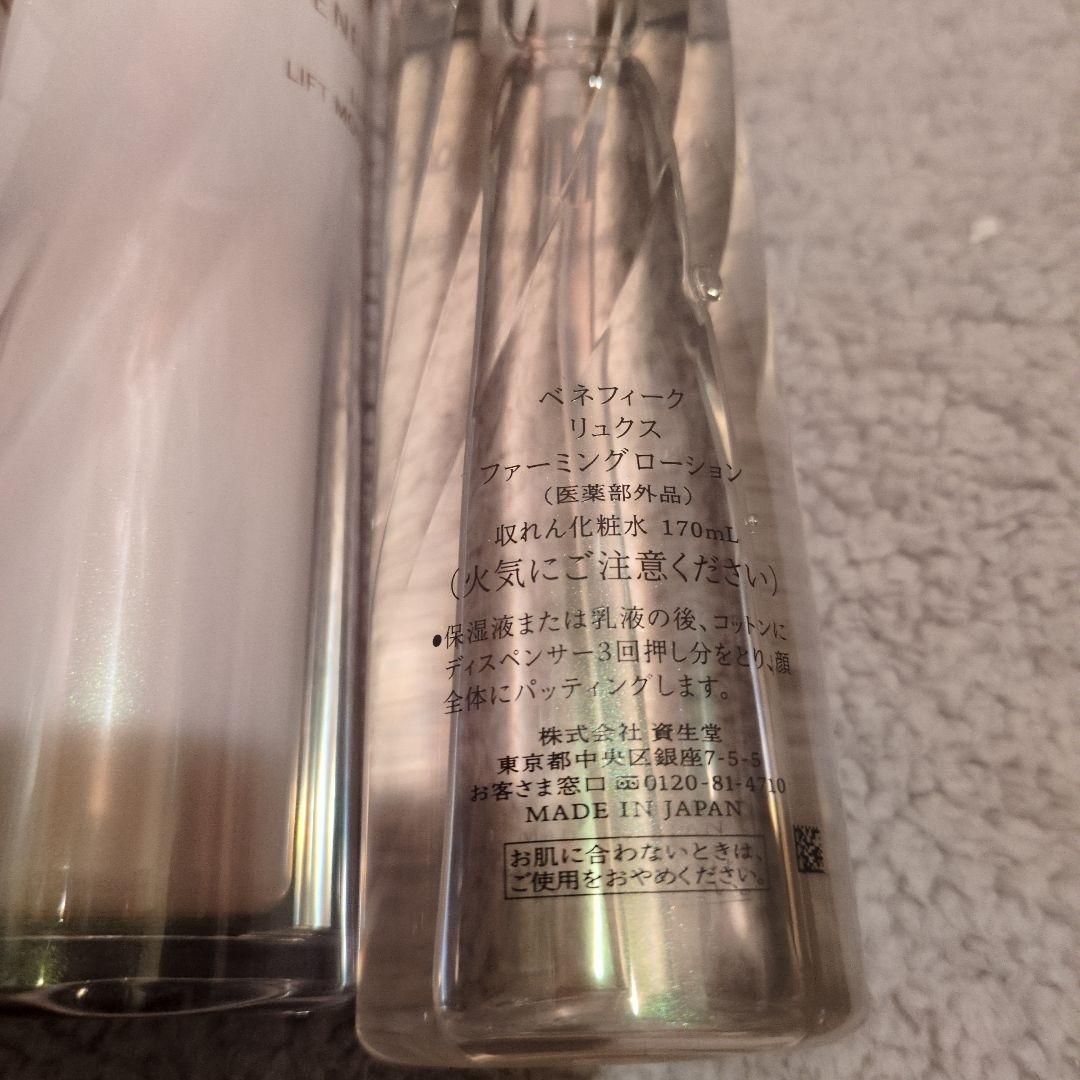 LIFT MO
ベネフィーク
リュクス
ファーミングローション
（医薬部外品）
収れん化粧水 170mL
（火気にご注意ください）
●保湿液または乳液の後、コットンに
ディスペンサー3回押し分をとり、顔
全体にパッティングします。
株式会社 資生堂
東京都中央区銀座7-5-5
お客さま窓口 0120-81-4710
MADE IN JAPAN
お肌に合わないときは、
ご使用をおやめください。